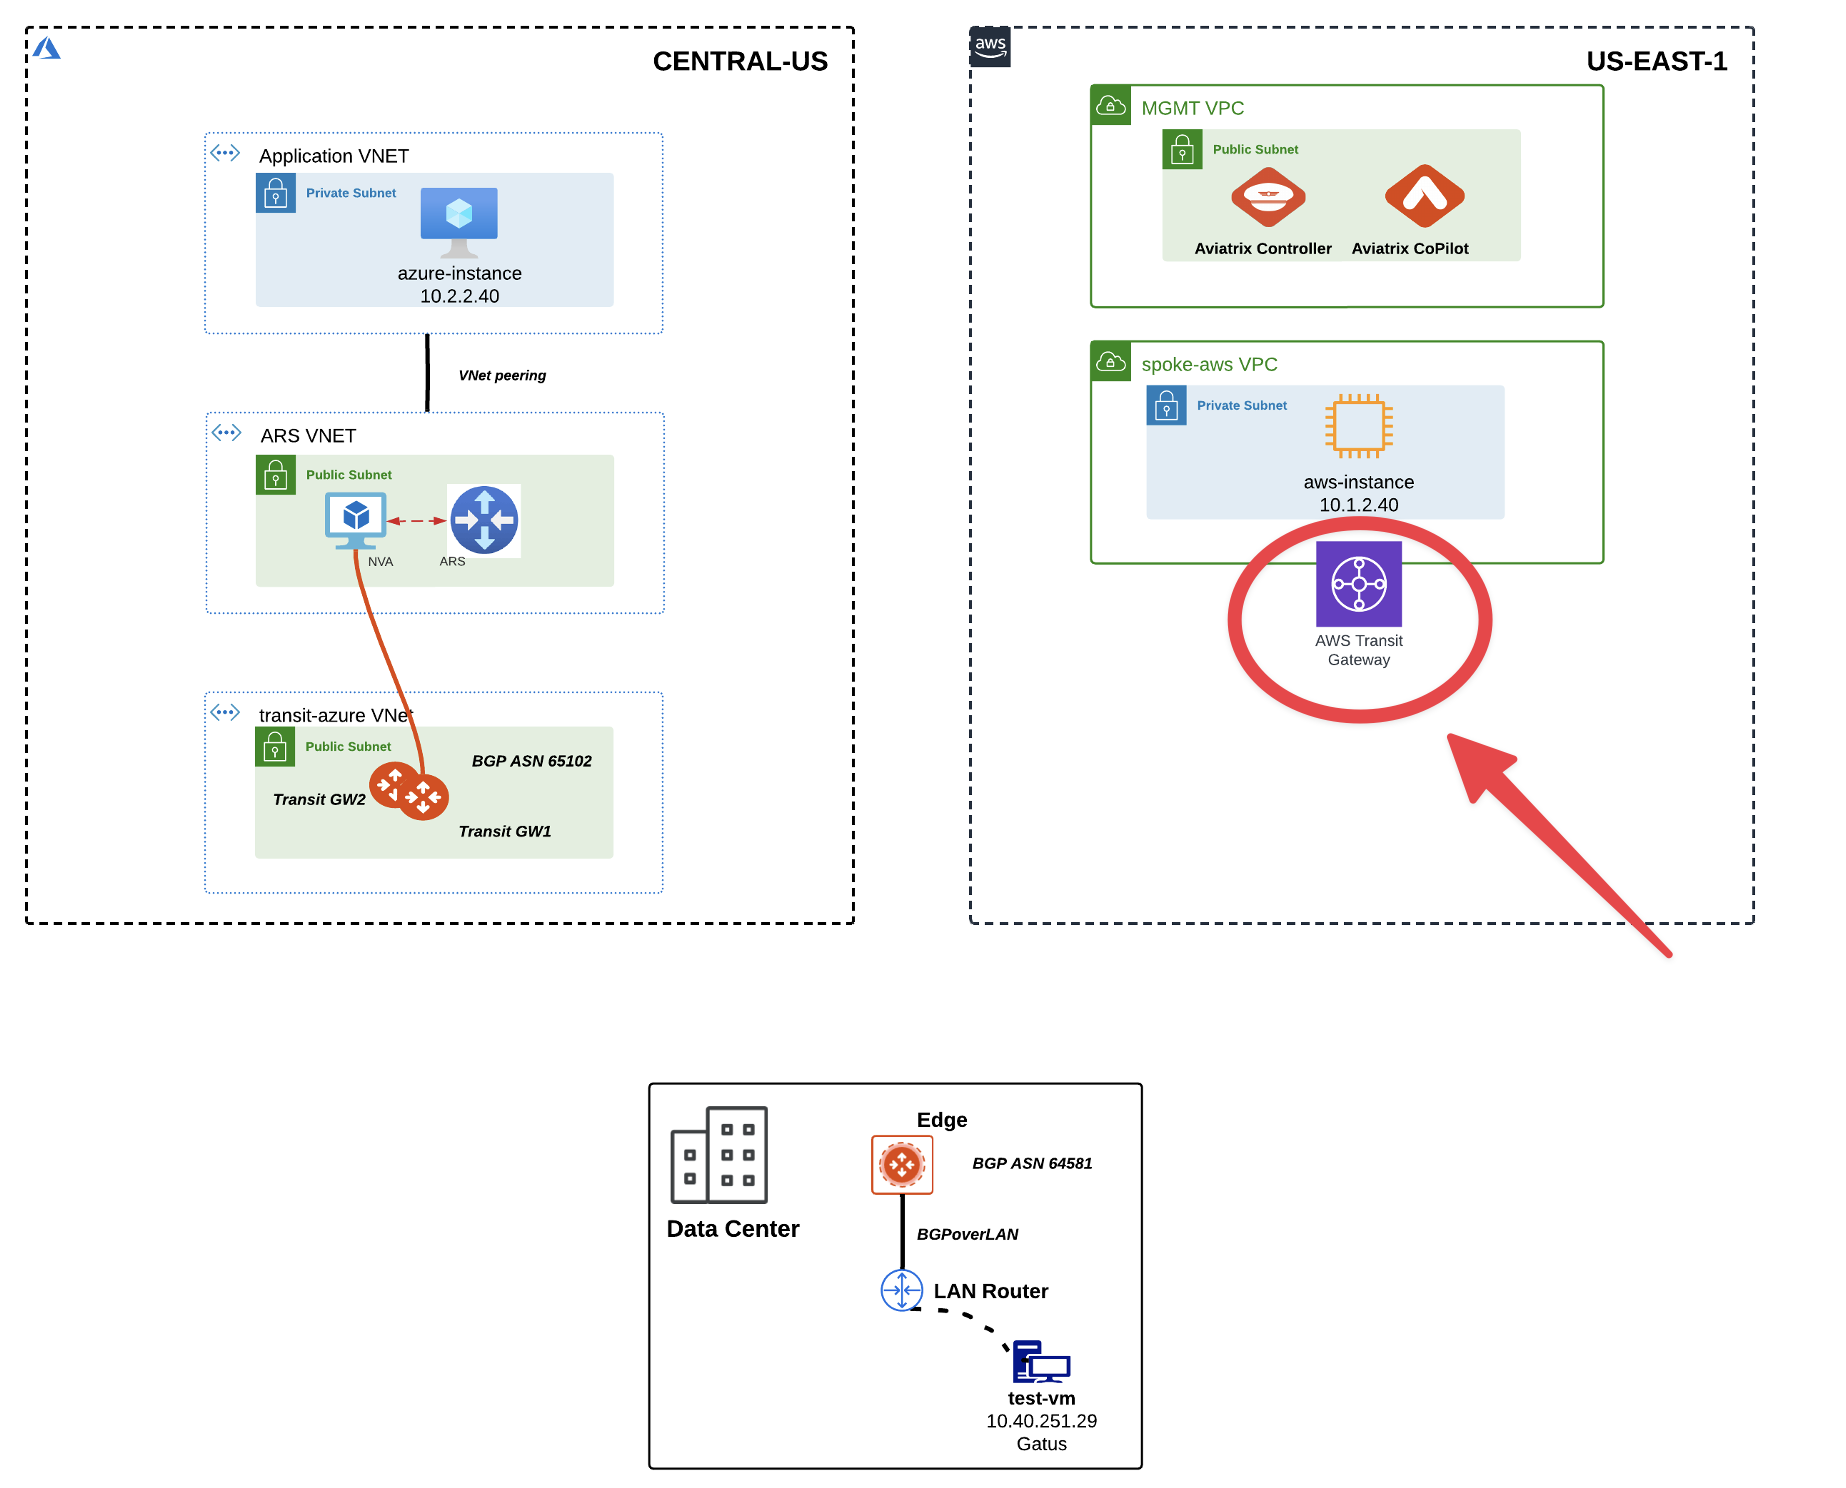 CENTRAL-US
Application VNET
Private Subnet
azure-instance
10.2.2.40
VNet peering
ARS VNET
Public Subnet
NVA
ARS
transit-azure VNet
Public Subnet
BGP ASN 65102
Transit GW2
Transit GW1
aws
US-EAST-1
MGMT VPC
Public Subnet
Aviatrix Controller
Aviatrix CoPilot
spoke-aws VPC
Private Subnet
aws-instance
10.1.2.40
AWS Transit
Gateway
Edge
BGP ASN 64581
Data Center
BGPoverLAN
LAN Router
test-vm
10.40.251.29
Gatus